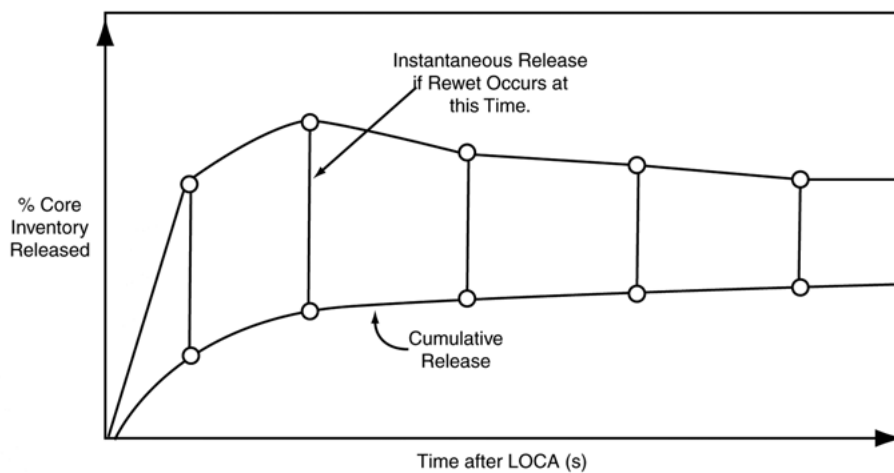 Instantaneous Release
if Rewet Occurs at
this Time.
% Core
Inventory
Released
Cumulative
Release
Time after LOCA (s)